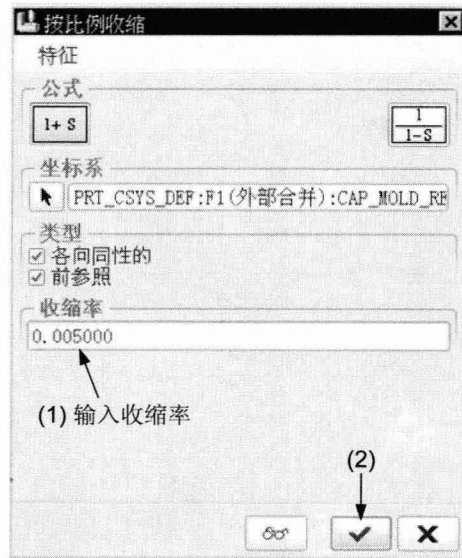 按比例收缩
特征
公式
1+ S
1
1-S
坐标系
PRT_CSYS_DEF:F1(外部合并):CAP_MOLD_RE
类型
各向同性的
前参照
收缩率
0.005000
(1) 输入收缩率
(2)